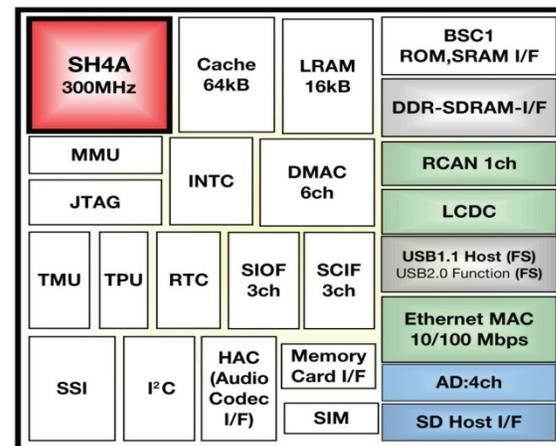 SH4A
300MHz
Cache
64kB
LRAM
16kB
BSC1
ROM,SRAM I/F
DDR-SDRAM-I/F
MMU
JTAG
INTC
DMAC
6ch
RCAN 1ch
LCDC
TMU
TPU
RTC
SIOF
3ch
SCIF
3ch
USB1.1 Host (FS)
USB2.0 Function (FS)
Ethernet MAC
10/100 Mbps
SSI
I²C
HAC
(Audio
Codec
I/F)
Memory
Card I/F
SIM
AD:4ch
SD Host I/F